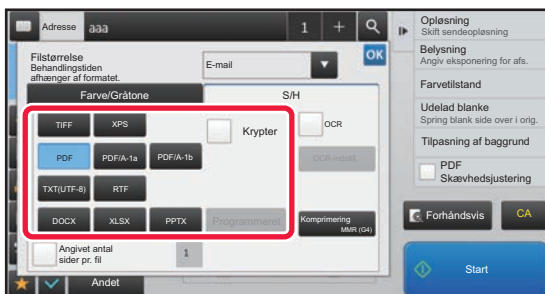 Adresse aaa 1 +
Filstørrelse
Behandlingstiden
afhænger af formatet.
E-mail
OK
Farve/Gråtone
S/H
TIFF XPS
Krypter
OCR
PDF PDF/A-1a PDF/A-1b
OCR-indstil.
TXT(UTF-8) RTF
DOCX XLSX PPTX
Programmeret
Komprimering
MMR (G4)
Angivet antal
sider pr. fil
1
Andet
Opløsning
Skift sendeopløsning
Belysning
Angiv eksponering for afs.
Farvetilstand
Udelad blanke
Spring blank side over i orig.
Tilpasning af baggrund
PDF
Skævhedsjustering
Forhåndsvis
CA
Start